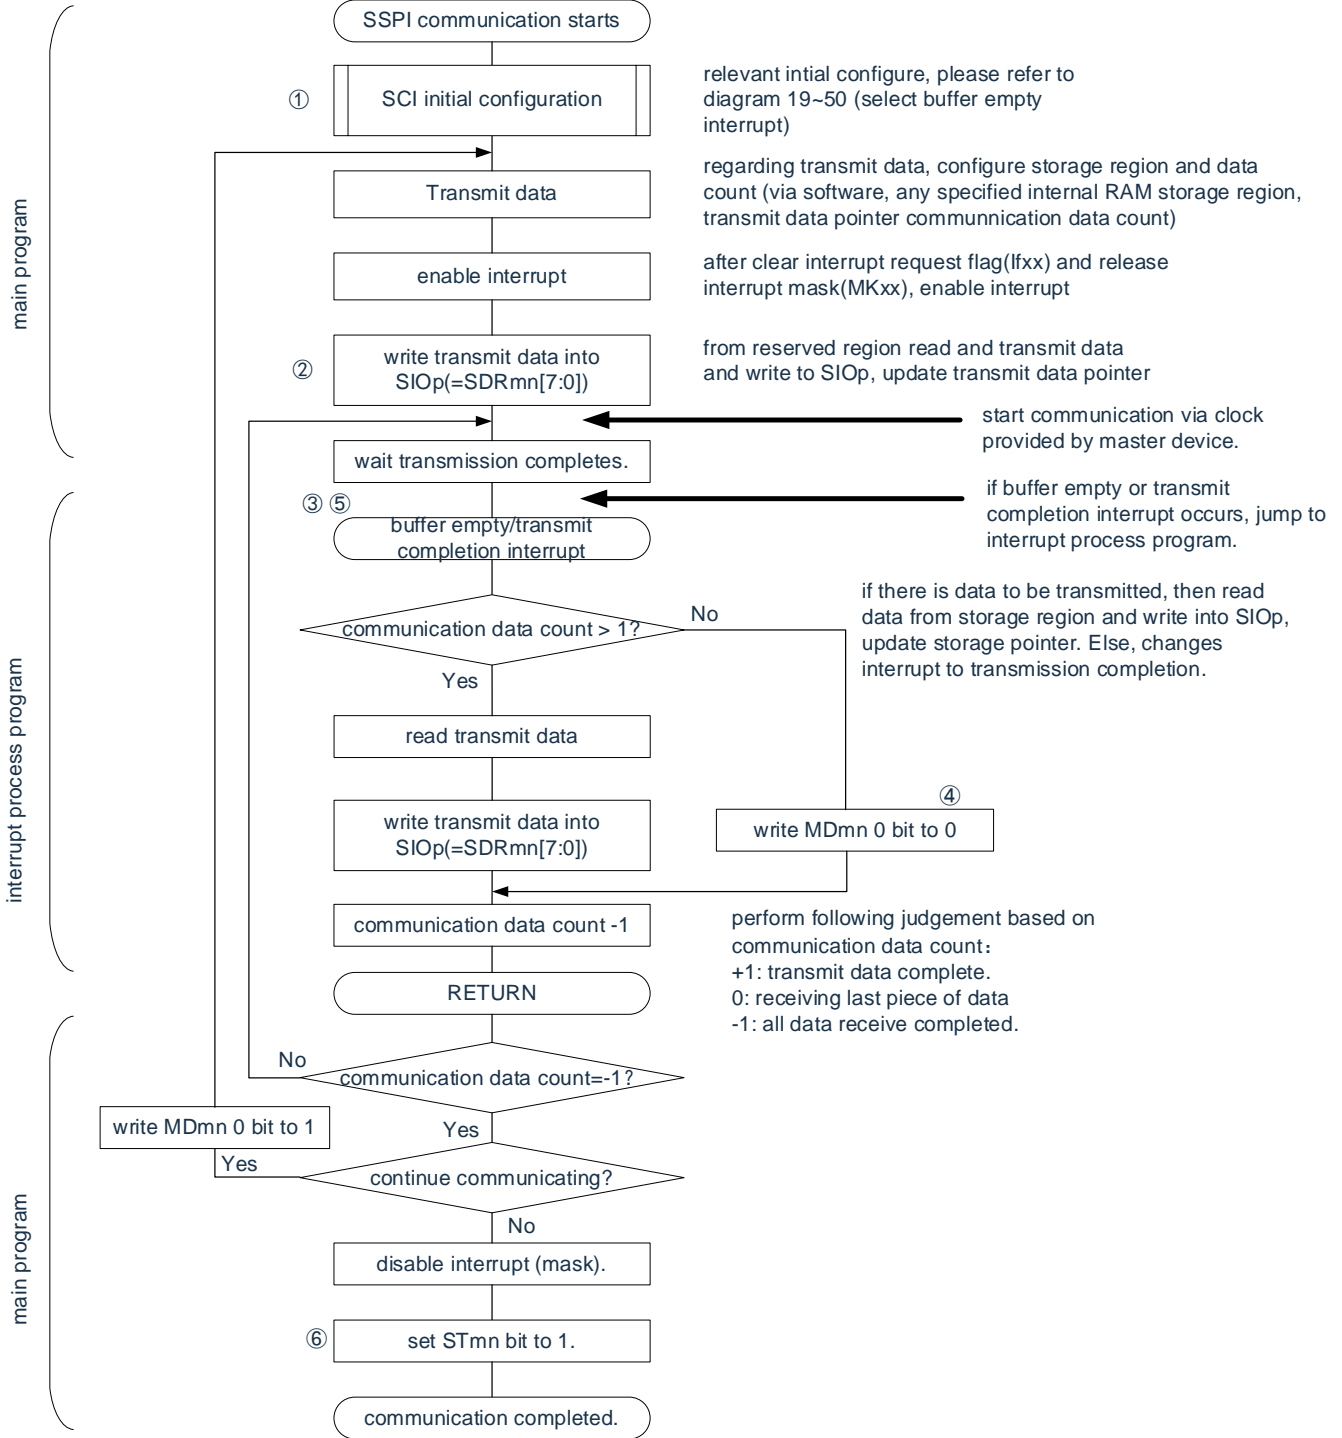 SSPI communication starts
①
SCI initial configuration
relevant intial configure, please refer to
diagram 19~50 (select buffer empty
interrupt)
Transmit data
regarding transmit data, configure storage region and data
count (via software, any specified internal RAM storage region,
transmit data pointer communnication data count)
main program
enable interrupt
after clear interrupt request flag(Ifxx) and release
interrupt mask(MKxx), enable interrupt
②
write transmit data into
SIOp(=SDRmn[7:0])
from reserved region read and transmit data
and write to SIOp, update transmit data pointer
start communication via clock
provided by master device.
wait transmission completes.
③ ⑤
buffer empty/transmit
completion interrupt
if buffer empty or transmit
completion interrupt occurs, jump to
interrupt process program.
communication data count > 1?
No
Yes
if there is data to be transmitted, then read
data from storage region and write into SIOp,
update storage pointer. Else, changes
interrupt to transmission completion.
interrupt process program
read transmit data
write transmit data into
SIOp(=SDRmn[7:0])
④
write MDmn 0 bit to 0
communication data count -1
perform following judgement based on
communication data count：
+1: transmit data complete.
0: receiving last piece of data
-1: all data receive completed.
RETURN
No
communication data count=-1?
write MDmn 0 bit to 1
Yes
Yes
continue communicating?
No
main program
disable interrupt (mask).
⑥
set STmn bit to 1.
communication completed.